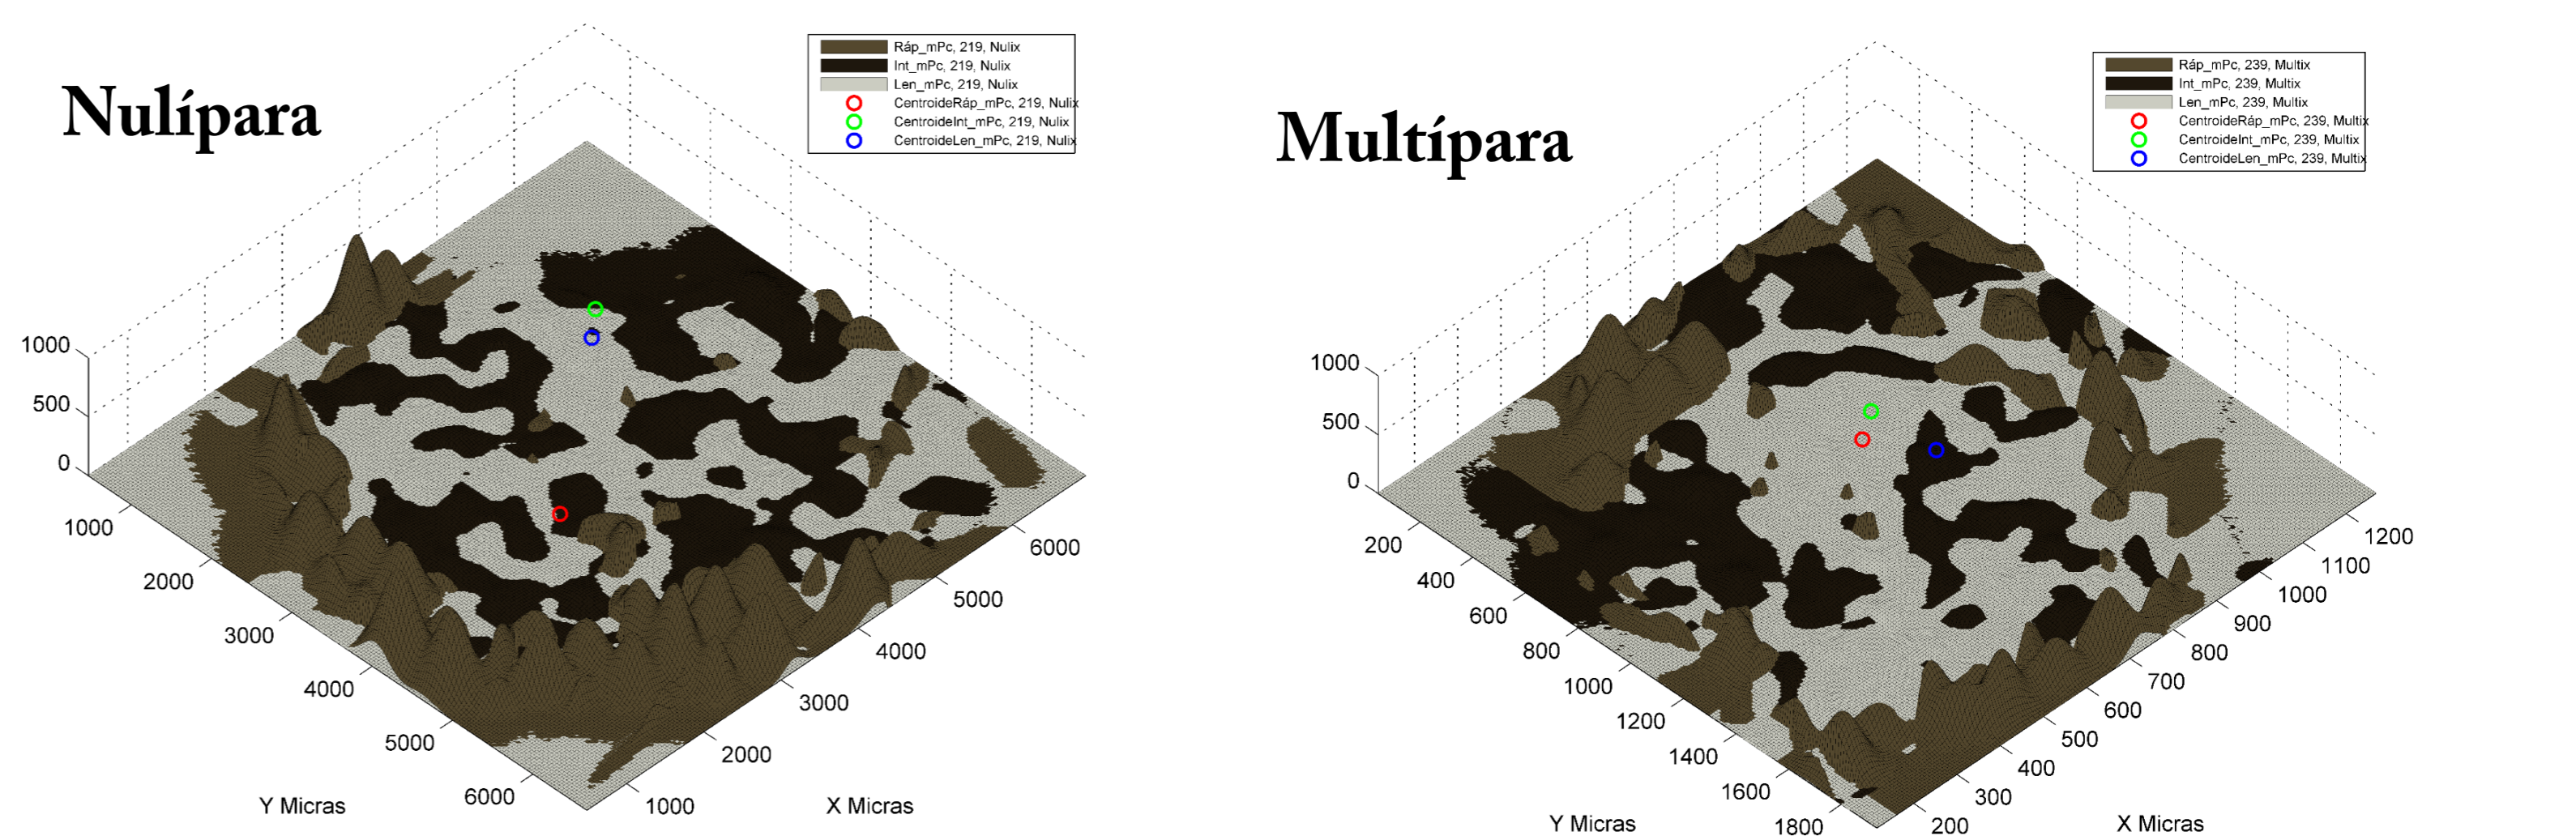 Nulípara
Ráp_mPc, 219, Nulix
Int_mPc, 219, Nulix
Len_mPc, 219, Nulix
CentroideRáp_mPc, 219, Nulix
CentroideInt_mPc, 219, Nulix
CentroideLen_mPc, 219, Nulix
1000
500
0
1000
2000
3000
4000
5000
6000
Y Micras
1000
2000
3000
4000
5000
6000
X Micras
Multípara
Ráp_mPc, 239, Multix
Int_mPc, 239, Multix
Len_mPc, 239, Multix
CentroideRáp_mPc, 239, Multix
CentroideInt_mPc, 239, Multix
CentroideLen_mPc, 239, Multix
1000
500
0
200
400
600
800
1000
1200
1400
1600
1800
Y Micras
200
300
400
500
600
700
800
900
1000
1100
1200
X Micras